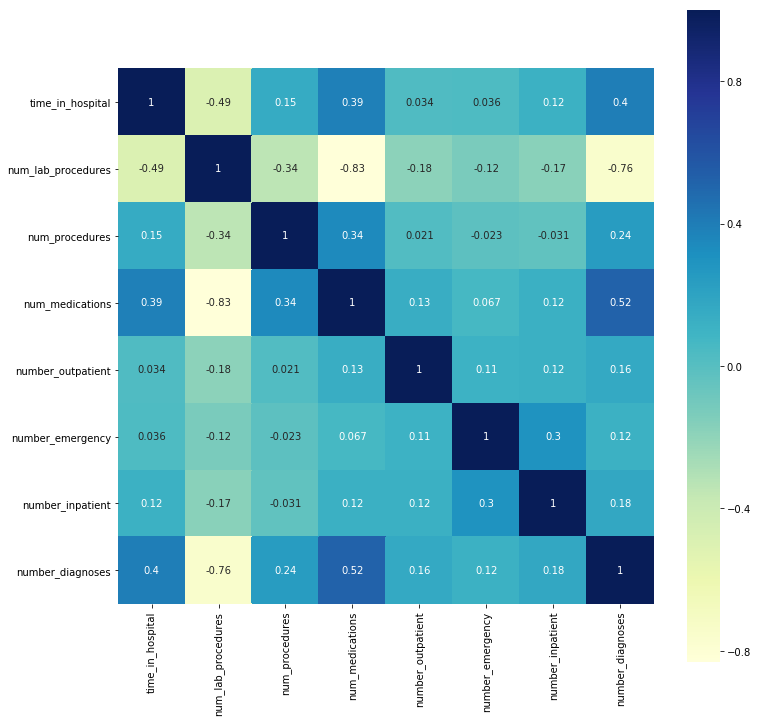 time_in_hospital 1 -0.49 0.15 0.39 0.034 0.036 0.12 0.4
num_lab_procedures -0.49 1 -0.34 -0.83 -0.18 -0.12 -0.17 -0.76
num_procedures 0.15 -0.34 1 0.34 0.021 -0.023 -0.031 0.24
num_medications 0.39 -0.83 0.34 1 0.13 0.067 0.12 0.52
number_outpatient 0.034 -0.18 0.021 0.13 1 0.11 0.12 0.16
number_emergency 0.036 -0.12 -0.023 0.067 0.11 1 0.3 0.12
number_inpatient 0.12 -0.17 -0.031 0.12 0.12 0.3 1 0.18
number_diagnoses 0.4 -0.76 0.24 0.52 0.16 0.12 0.18 1
time_in_hospital
num_lab_procedures
num_procedures
num_medications
number_outpatient
number_emergency
number_inpatient
number_diagnoses
0.8
0.4
0.0
−0.4
−0.8